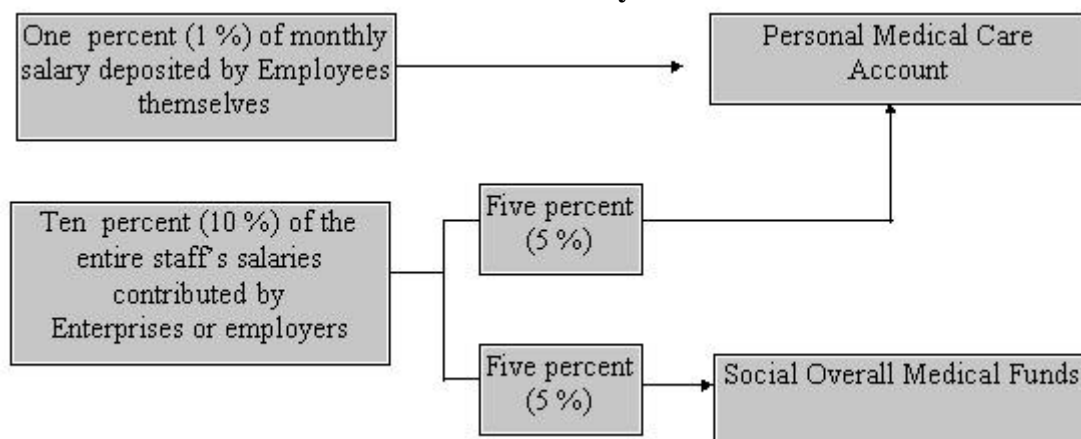 One percent (1 %) of monthly
salary deposited by Employees
themselves
Personal Medical Care
Account
Ten percent (10 %) of the
entire staff's salaries
contributed by
Enterprises or employers
Five percent
(5 %)
Five percent
(5 %)
Social Overall Medical Funds